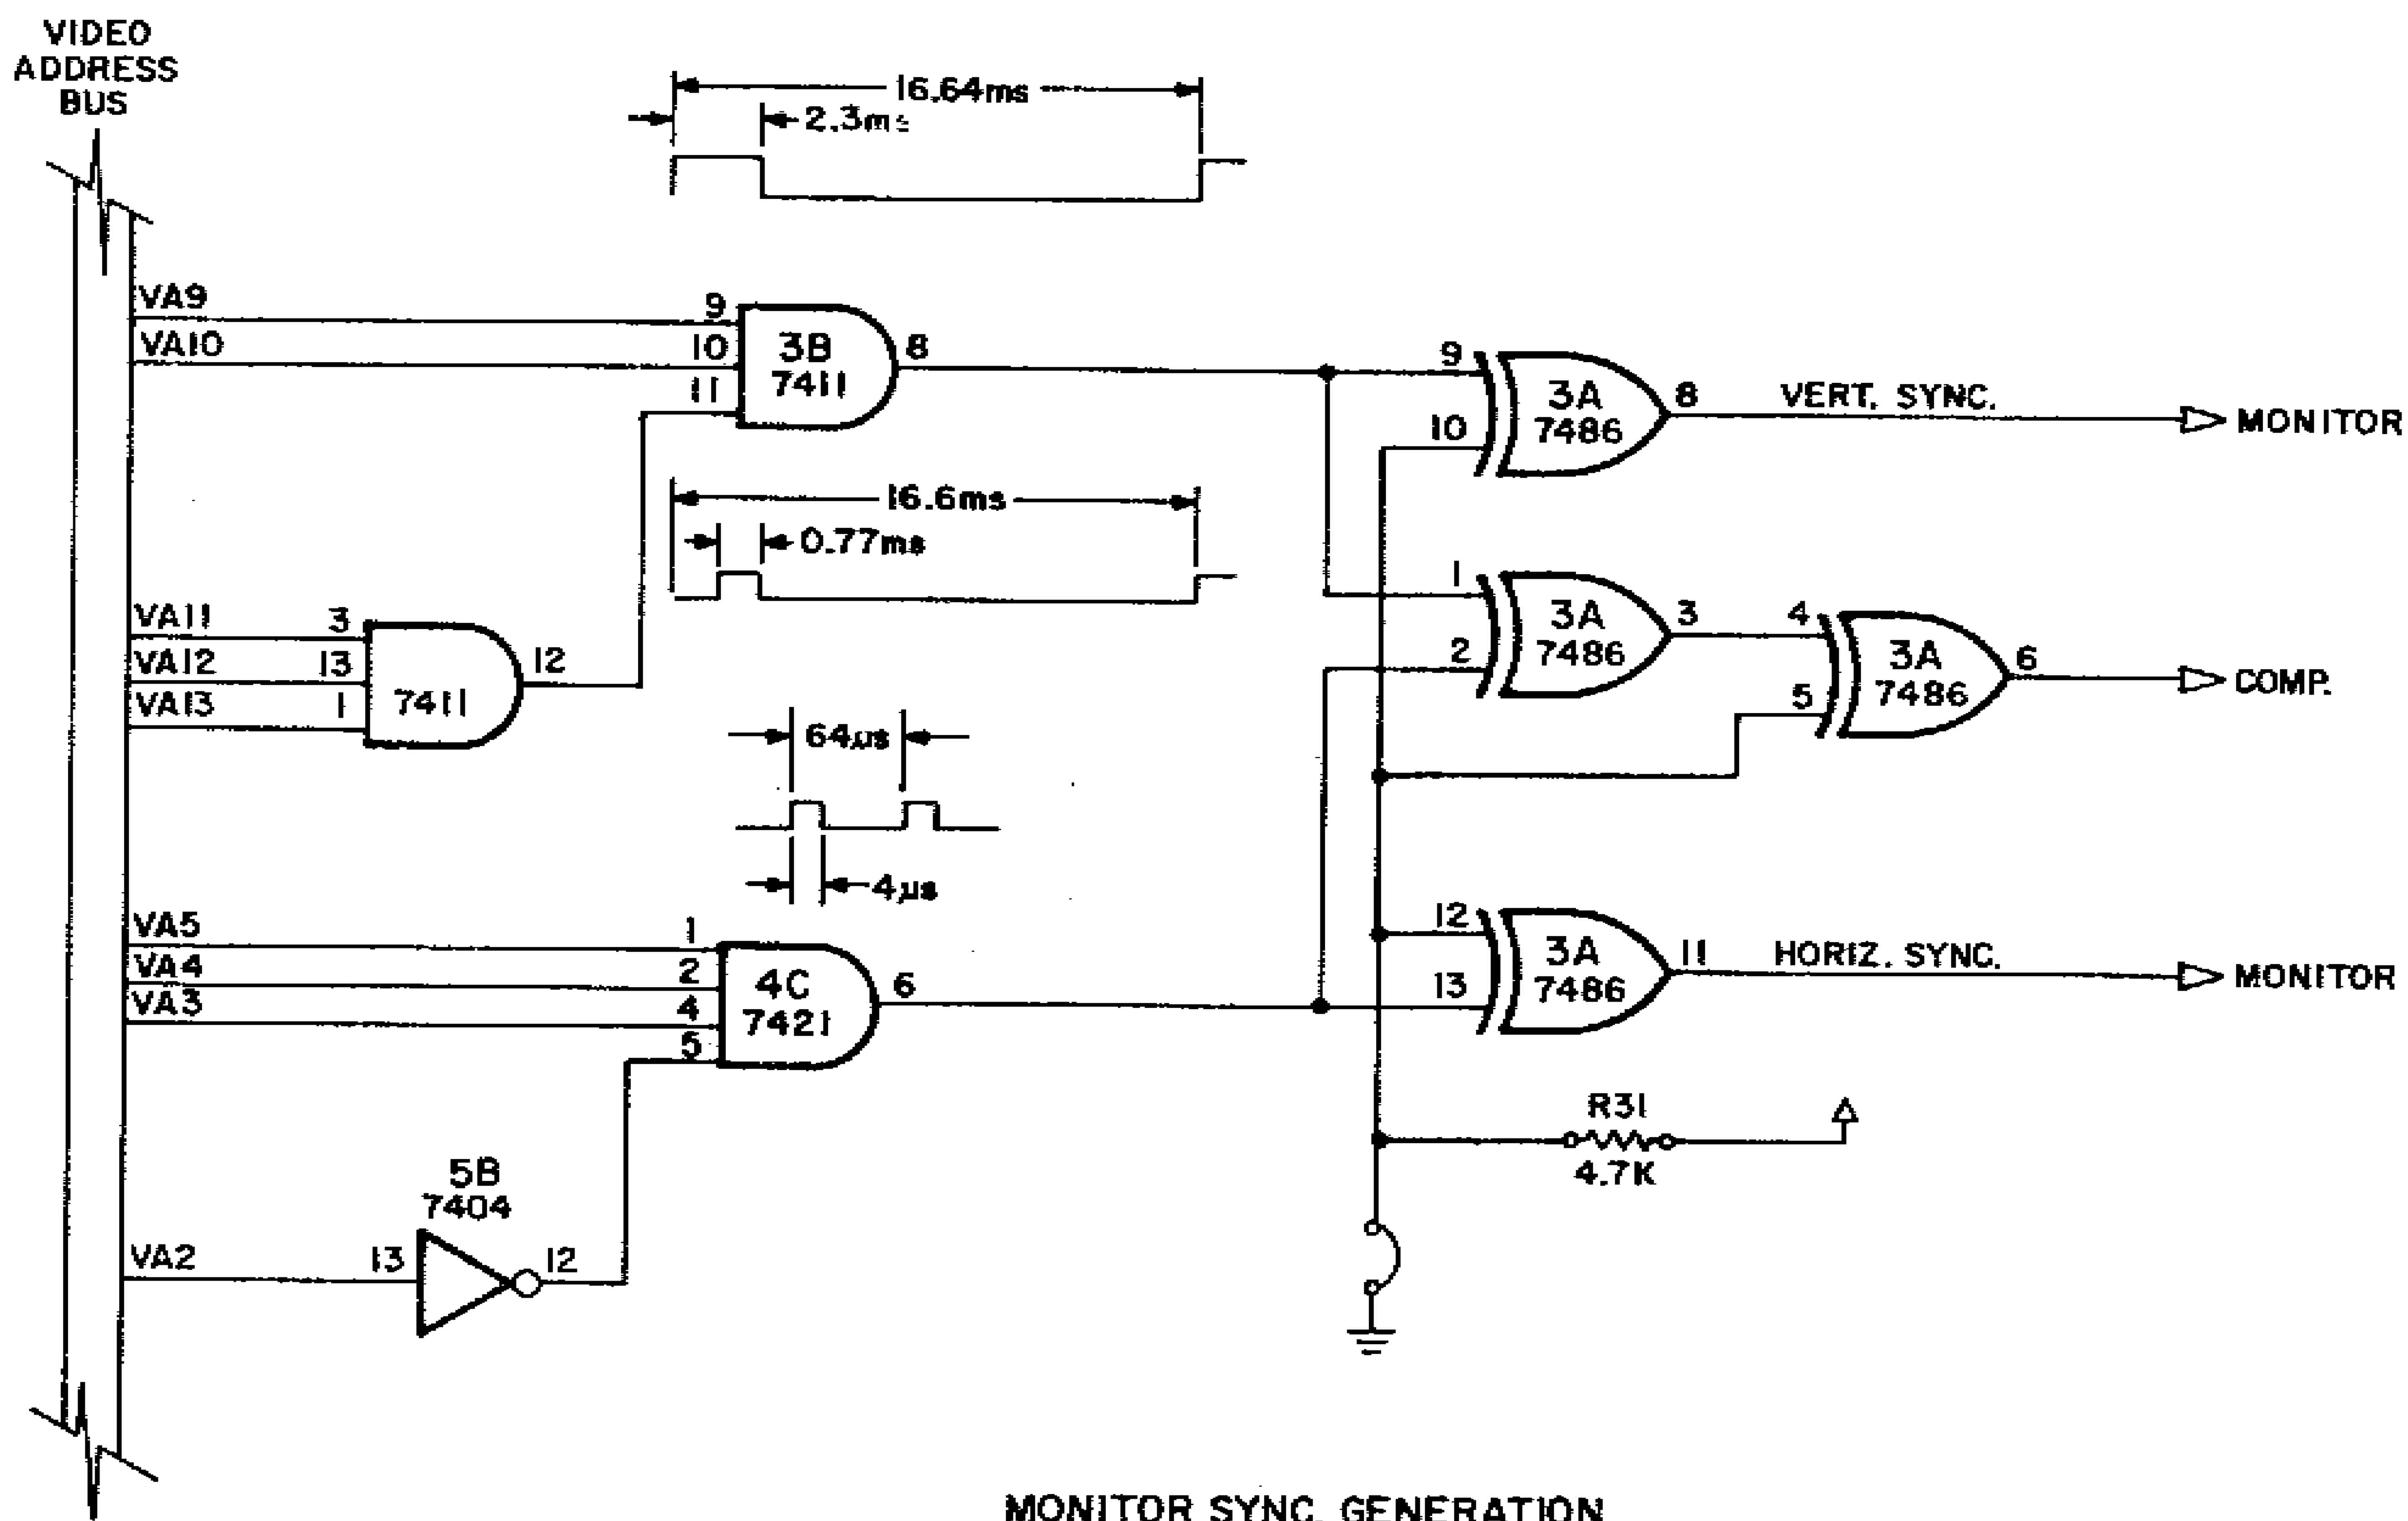 VIDEO
ADDRESS
BUS
16.64ms
2.3ms
VA9
9
VA10
10
11
3B
7411
8
9
10
3A
7486
8
VERT. SYNC.
MONITOR
16.6ms
0.77ms
VA11
3
VA12
13
VA13
1
7411
12
1
2
3A
7486
3
4
5
3A
7486
6
COMP.
64µs
4µs
VA5
1
VA4
2
VA3
4
5
4C
7421
6
12
13
3A
7486
11
HORIZ. SYNC.
MONITOR
R31
4.7K
5B
7404
VA2
13
12
MONITOR SYNC. GENERATION